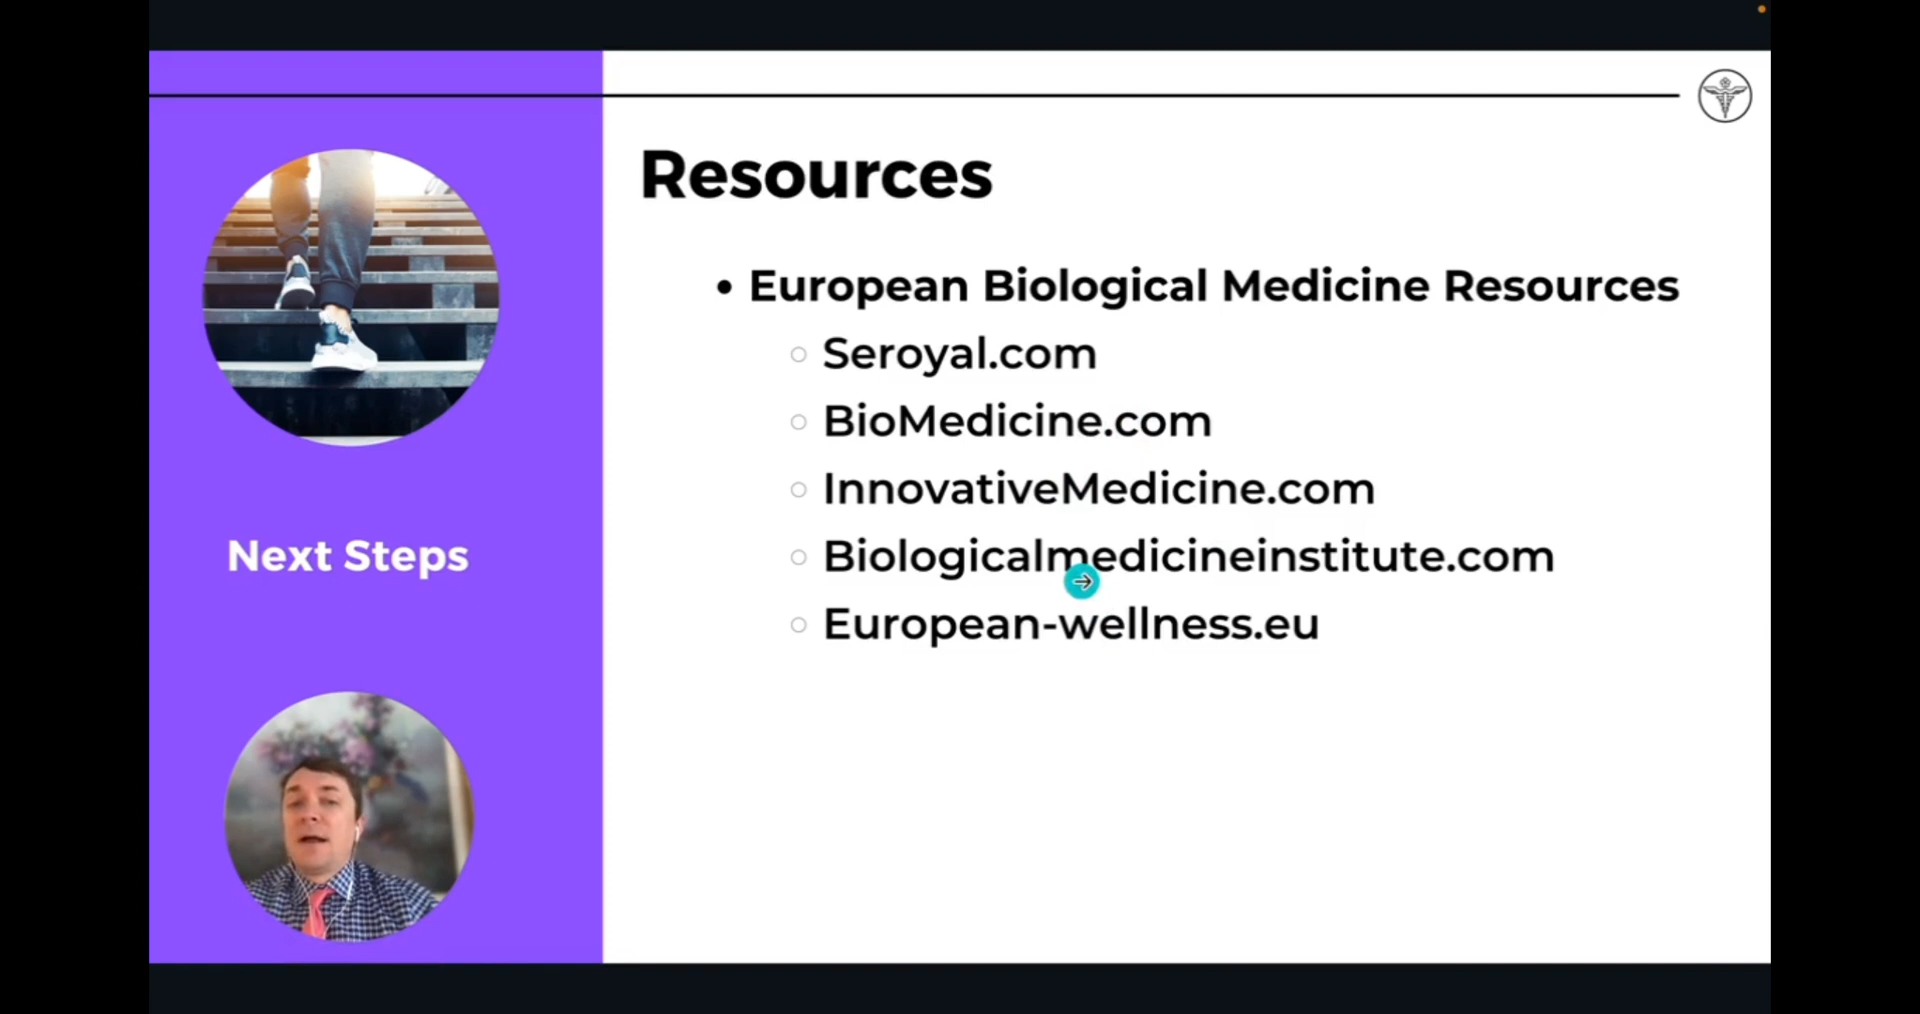 Resources
• European Biological Medicine Resources
○ Seroyal.com
○ BioMedicine.com
○ InnovativeMedicine.com
○ Biologicalmedicineinstitute.com
○ European-wellness.eu
Next Steps